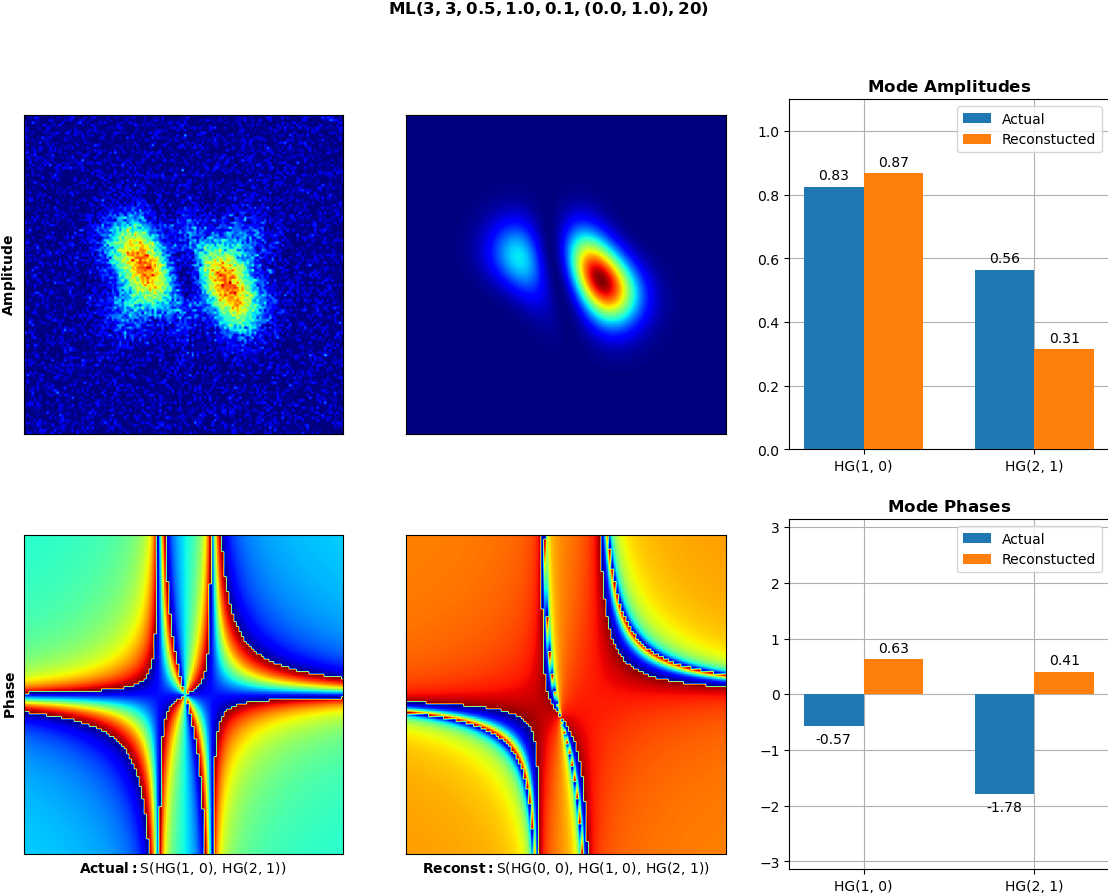 ML(3, 3, 0.5, 1.0, 0.1, (0.0, 1.0), 20)
Amplitude
Mode Amplitudes
Actual
Reconstucted
1.0
0.8
0.6
0.4
0.2
0.0
0.83
0.87
0.56
0.31
HG(1, 0)
HG(2, 1)
Phase
Actual: S(HG(1, 0), HG(2, 1))
Reconst: S(HG(0, 0), HG(1, 0), HG(2, 1))
Mode Phases
Actual
Reconstucted
3
2
1
0
−1
−2
−3
-0.57
0.63
-1.78
0.41
HG(1, 0)
HG(2, 1)